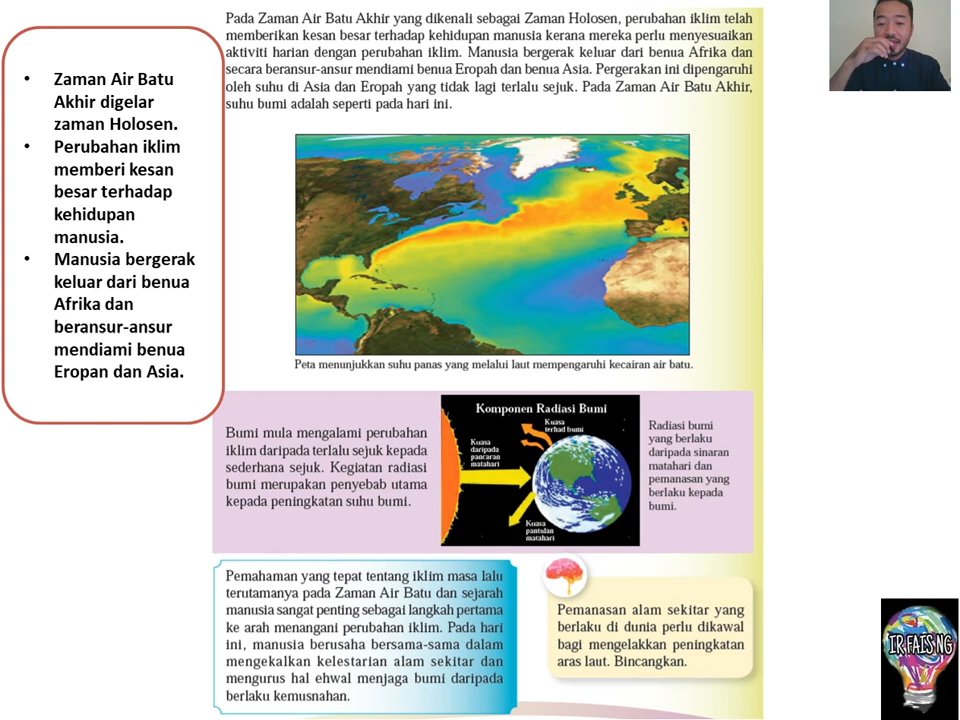 Pada Zaman Air Batu Akhir yang dikenali sebagai Zaman Holosen, perubahan iklim telah
memberikan kesan besar terhadap kehidupan manusia kerana mereka perlu menyesuaikan
aktiviti harian dengan perubahan iklim. Manusia bergerak keluar dari benua Afrika dan
secara beransur-ansur mendiami benua Eropah dan benua Asia. Pergerakan ini dipengaruhi
oleh suhu di Asia dan Eropah yang tidak lagi terlalu sejuk. Pada Zaman Air Batu Akhir,
suhu bumi adalah seperti pada hari ini.
• Zaman Air Batu
Akhir digelar
zaman Holosen.
• Perubahan iklim
memberi kesan
besar terhadap
kehidupan
manusia.
• Manusia bergerak
keluar dari benua
Afrika dan
beransur-ansur
mendiami benua
Eropan dan Asia.
Peta menunjukkan suhu panas yang melalui laut mempengaruhi kecairan air batu.
Bumi mula mengalami perubahan
iklim daripada terlalu sejuk kepada
sederhana sejuk. Kegiatan radiasi
bumi merupakan penyebab utama
kepada peningkatan suhu bumi.
Komponen Radiasi Bumi
Kuasa
terhad bumi
Kuasa
daripada
pancaran
matahari
Kuasa
pantulan
matahari
Radiasi bumi
yang berlaku
daripada sinaran
matahari dan
pemanasan yang
berlaku kepada
bumi.
Pemahaman yang tepat tentang iklim masa lalu
terutamanya pada Zaman Air Batu dan sejarah
manusia sangat penting sebagai langkah pertama
ke arah menangani perubahan iklim. Pada hari
ini, manusia berusaha bersama-sama dalam
mengekalkan kelestarian alam sekitar dan
mengurus hal ehwal menjaga bumi daripada
berlaku kemusnahan.
Pemanasan alam sekitar yang
berlaku di dunia perlu dikawal
bagi mengelakkan peningkatan
aras laut. Bincangkan.
IRFAISNG